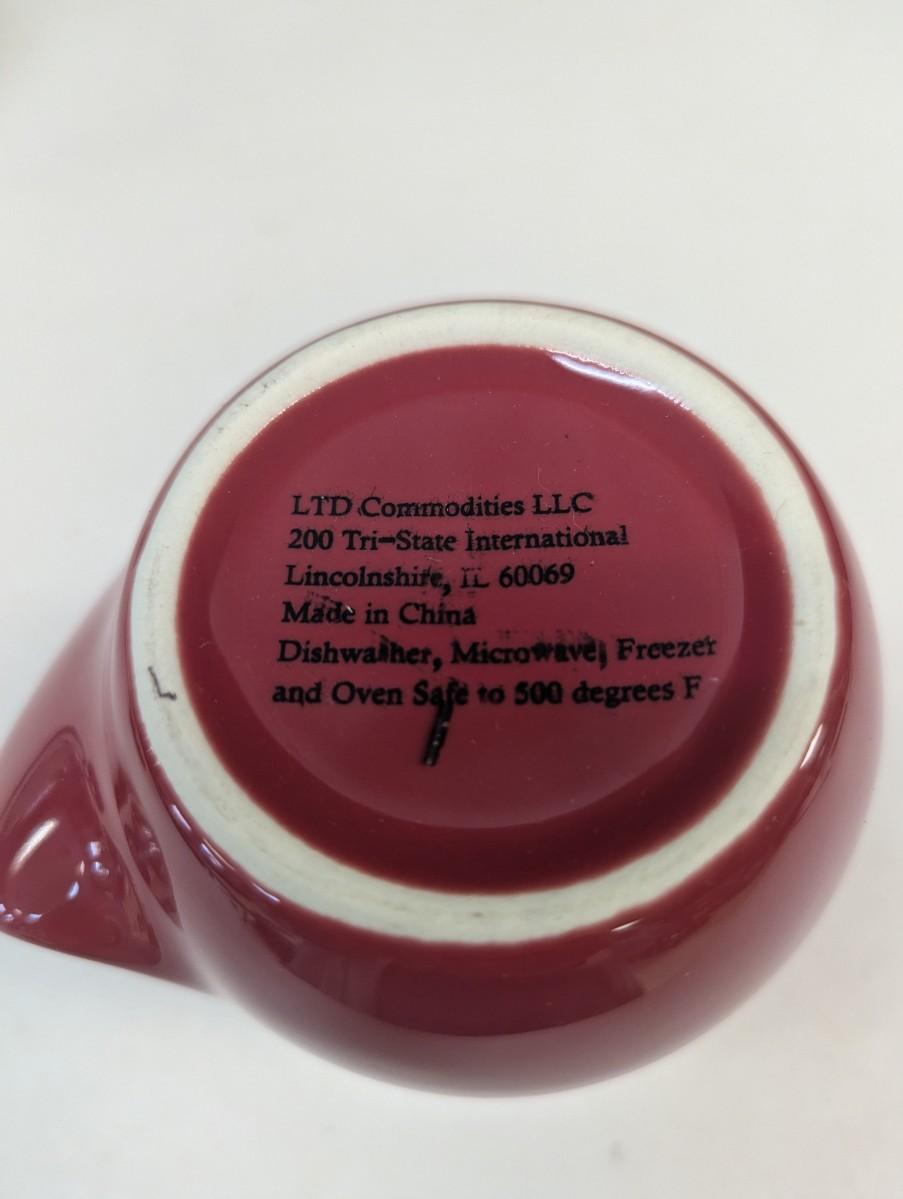 LTD Commodities LLC
200 Tri-State International
Lincolnshire, IL 60069
Made in China
Dishwasher, Microwave, Freezer
and Oven Safe to 500 degrees F